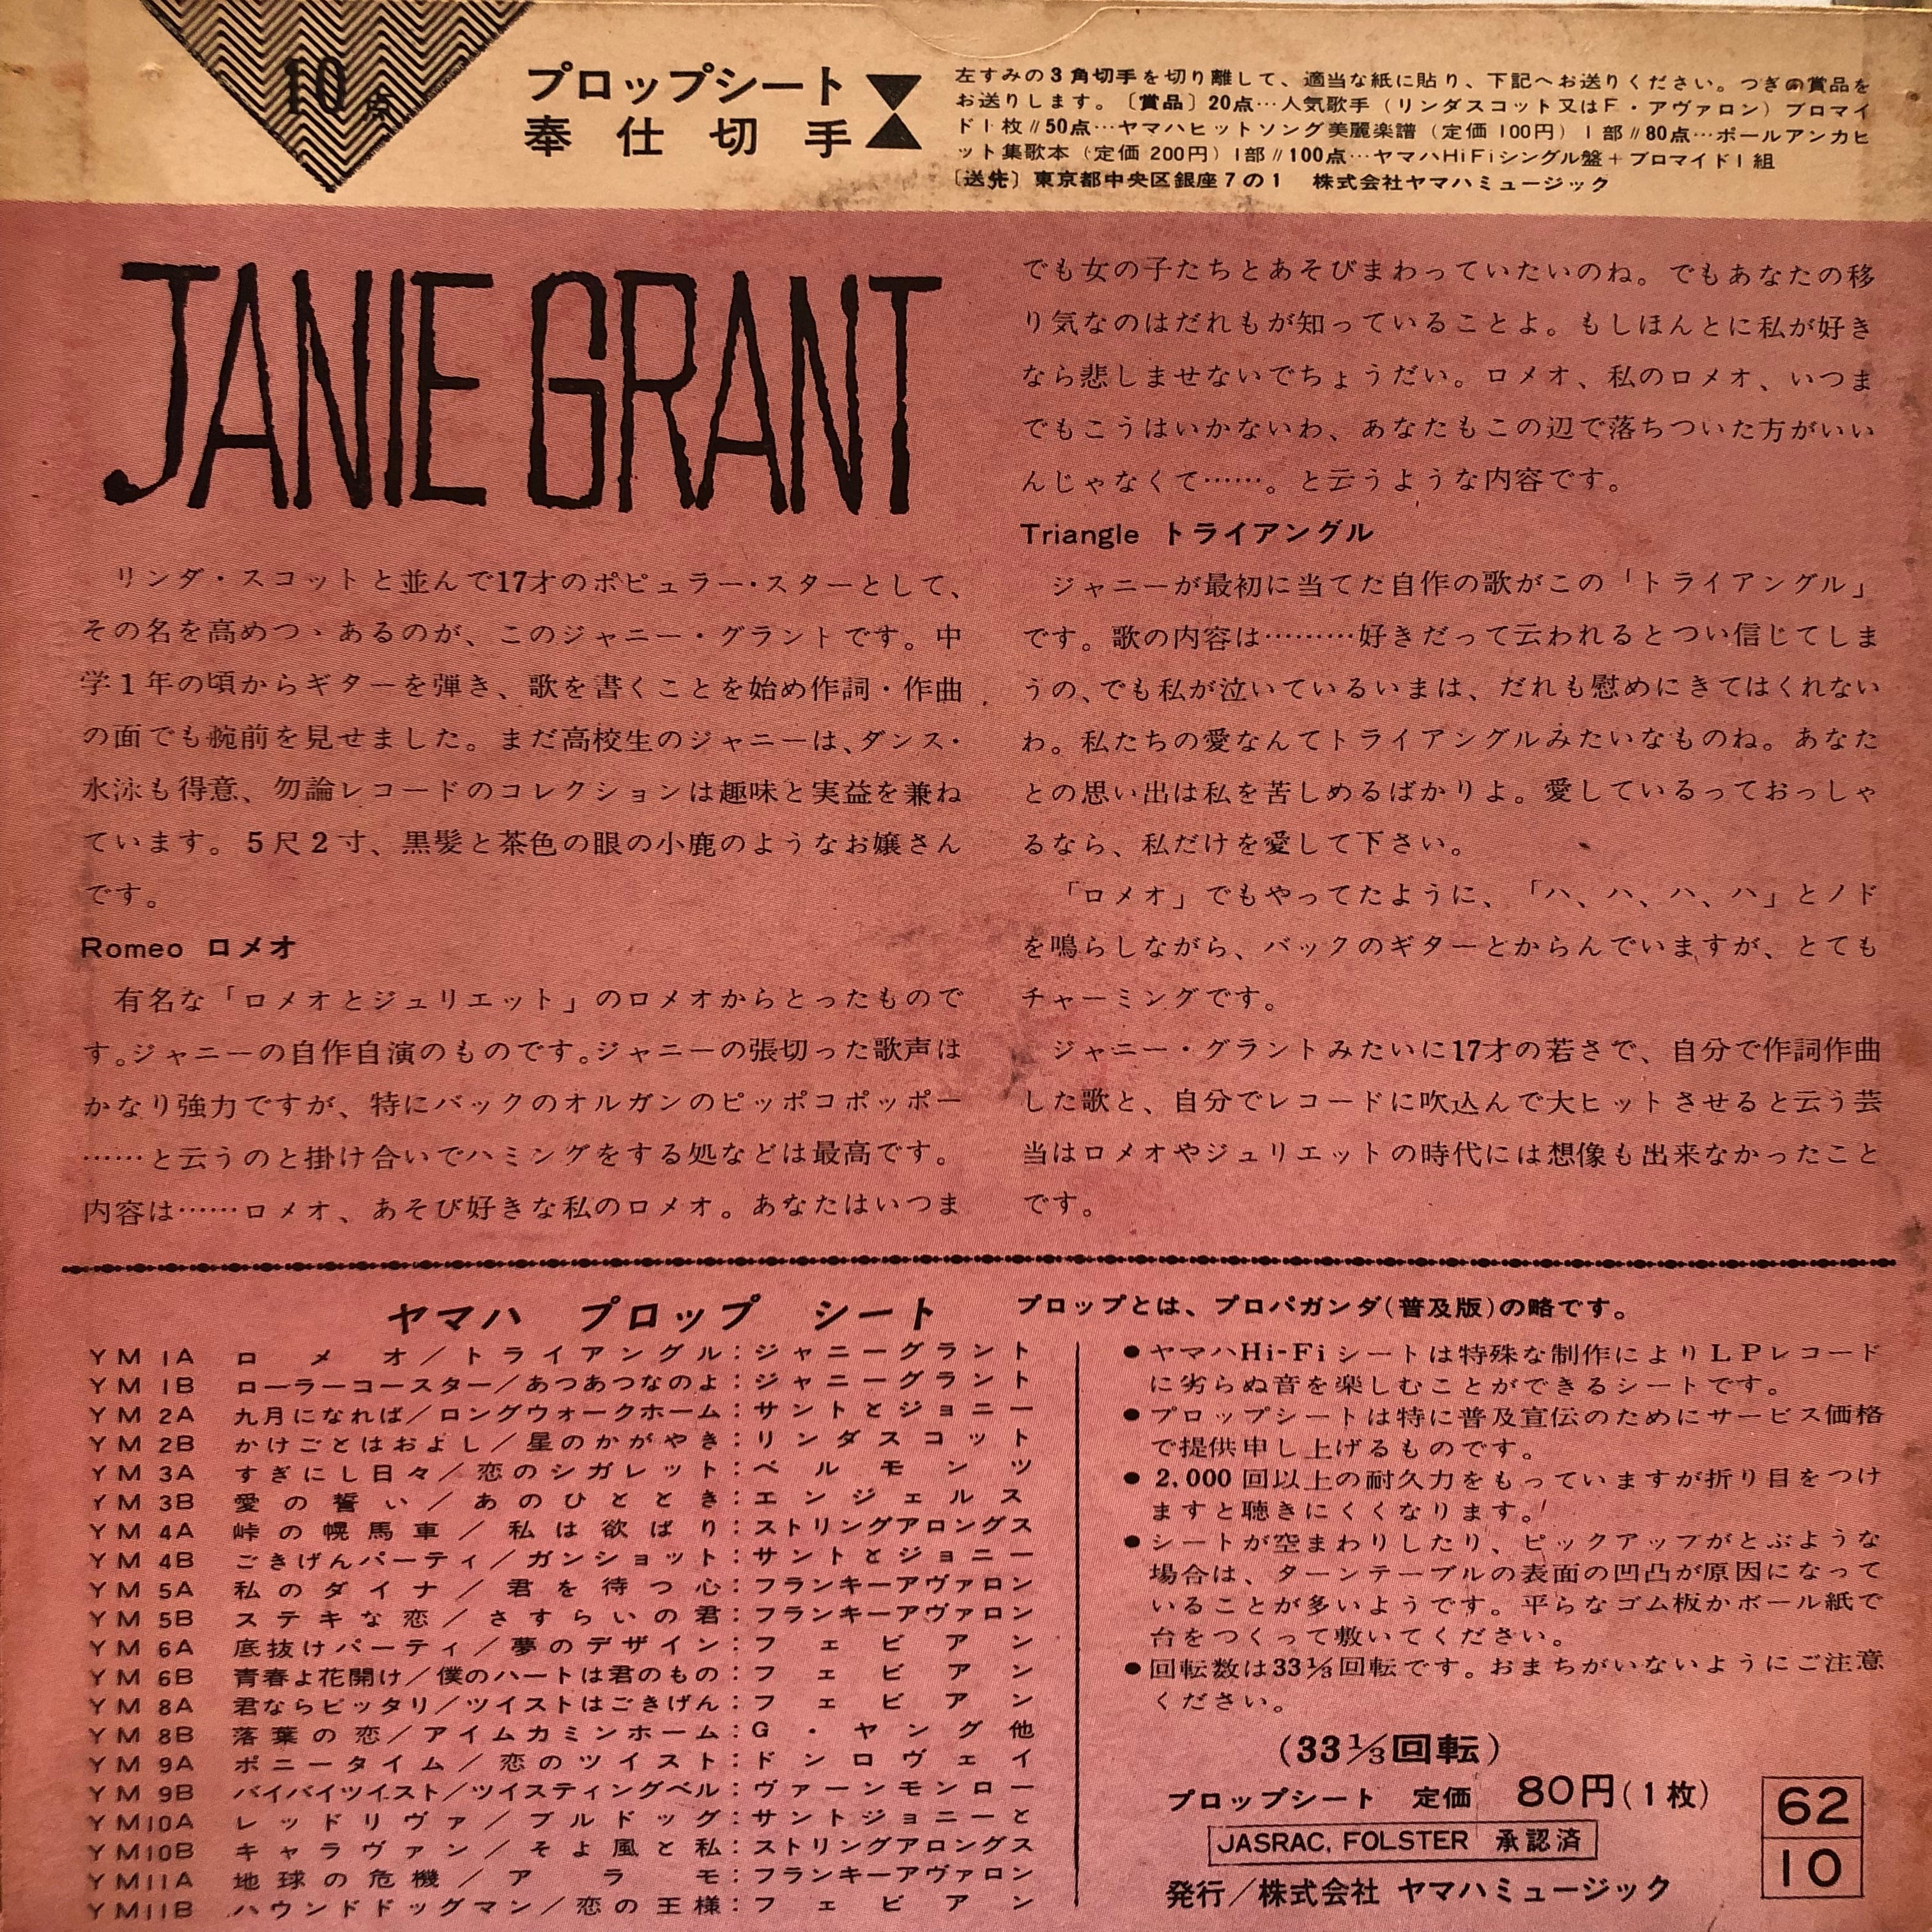 10点
プロップシート
奉仕切手
左すみの3角切手を切り離して、適当な紙に貼り、下記へお送りください。つぎの賞品を
お送りします。〔賞品〕20点…人気歌手（リンダスコット又はF・アヴァロン）ブロマイ
ド1枚∥50点…ヤマハヒットソング美麗楽譜（定価100円）1部∥80点…ポールアンカヒ
ット集歌本（定価200円）1部∥100点…ヤマハHiFiシングル盤＋ブロマイド1組
〔送先〕東京都中央区銀座7の1　株式会社ヤマハミュージック
JANIE GRANT
リンダ・スコットと並んで17才のポピュラー・スターとして、
その名を高めつゝあるのが、このジャニー・グラントです。中
学1年の頃からギターを弾き、歌を書くことを始め作詞・作曲
の面でも腕前を見せました。まだ高校生のジャニーは、ダンス・
水泳も得意、勿論レコードのコレクションは趣味と実益を兼ね
ています。5尺2寸、黒髪と茶色の眼の小鹿のようなお嬢さん
です。
Romeo ロメオ
有名な「ロメオとジュリエット」のロメオからとったもので
す。ジャニーの自作自演のものです。ジャニーの張切った歌声は
かなり強力ですが、特にバックのオルガンのピッポコポッポー
……と云うのと掛け合いでハミングをする処などは最高です。
内容は……ロメオ、あそび好きな私のロメオ。あなたはいつま
でも女の子たちとあそびまわっていたいのね。でもあなたの移
り気なのはだれもが知っていることよ。もしほんとに私が好き
なら悲しませないでちょうだい。ロメオ、私のロメオ、いつま
でもこうはいかないわ、あなたもこの辺で落ちついた方がいい
んじゃなくて……。と云うような内容です。
Triangle トライアングル
ジャニーが最初に当てた自作の歌がこの「トライアングル」
です。歌の内容は………好きだって云われるとつい信じてしま
うの、でも私が泣いているいまは、だれも慰めにきてはくれない
わ。私たちの愛なんてトライアングルみたいなものね。あなた
との思い出は私を苦しめるばかりよ。愛しているっておっしゃ
るなら、私だけを愛して下さい。
「ロメオ」でもやってたように、「ハ、ハ、ハ、ハ」とノド
を鳴らしながら、バックのギターとからんでいますが、とても
チャーミングです。
ジャニー・グラントみたいに17才の若さで、自分で作詞作曲
した歌と、自分でレコードに吹込んで大ヒットさせると云う芸
当はロメオやジュリエットの時代には想像も出来なかったこと
です。
ヤマハ　プロップ　シート
YM 1A ロメオ／トライアングル：ジャニーグラント
YM 1B ローラーコースター／あつあつなのよ：ジャニーグラント
YM 2A 九月になれば／ロングウォークホーム：サントとジョニー
YM 2B かけごとはおよし／星のかがやき：リンダスコット
YM 3A すぎにし日々／恋のシガレット：ベルモンツ
YM 3B 愛の誓い／あのひととき：エンジェルス
YM 4A 峠の幌馬車／私は欲ばり：ストリングアロングス
YM 4B ごきげんパーティ／ガンショット：サントとジョニー
YM 5A 私のダイナ／君を待つ心：フランキーアヴァロン
YM 5B ステキな恋／さすらいの君：フランキーアヴァロン
YM 6A 底抜けパーティ／夢のデザイン：フェビアン
YM 6B 青春よ花開け／僕のハートは君のもの：フェビアン
YM 8A 君ならピッタリ／ツイストはごきげん：フェビアン
YM 8B 落葉の恋／アイムカミンホーム：G・ヤング他
YM 9A ポニータイム／恋のツイスト：ドンロヴェイ
YM 9B バイバイツイスト／ツイスティングベル：ヴァーンモンロー
YM10A レッドリヴァ／ブルドッグ：サントジョニーと
YM10B キャラヴァン／そよ風と私：ストリングアロングス
YM11A 地球の危機／アラモ：フランキーアヴァロン
YM11B ハウンドドッグマン／恋の王様：フェビアン
プロップとは、プロパガンダ(普及版)の略です。
●ヤマハHi-Fiシートは特殊な制作によりLPレコード
に劣らぬ音を楽しむことができるシートです。
●プロップシートは特に普及宣伝のためにサービス価格
で提供申し上げるものです。
●2,000回以上の耐久力をもっていますが折り目をつけ
ますと聴きにくくなります。
●シートが空まわりしたり、ピックアップがとぶような
場合は、ターンテーブルの表面の凹凸が原因になって
いることが多いようです。平らなゴム板かボール紙で
台をつくって敷いてください。
●回転数は33⅓回転です。おまちがいないようにご注意
ください。
(33⅓回転)
プロップシート　定価　80円(1枚)
JASRAC, FOLSTER 承認済
発行／株式会社 ヤマハミュージック
62
10